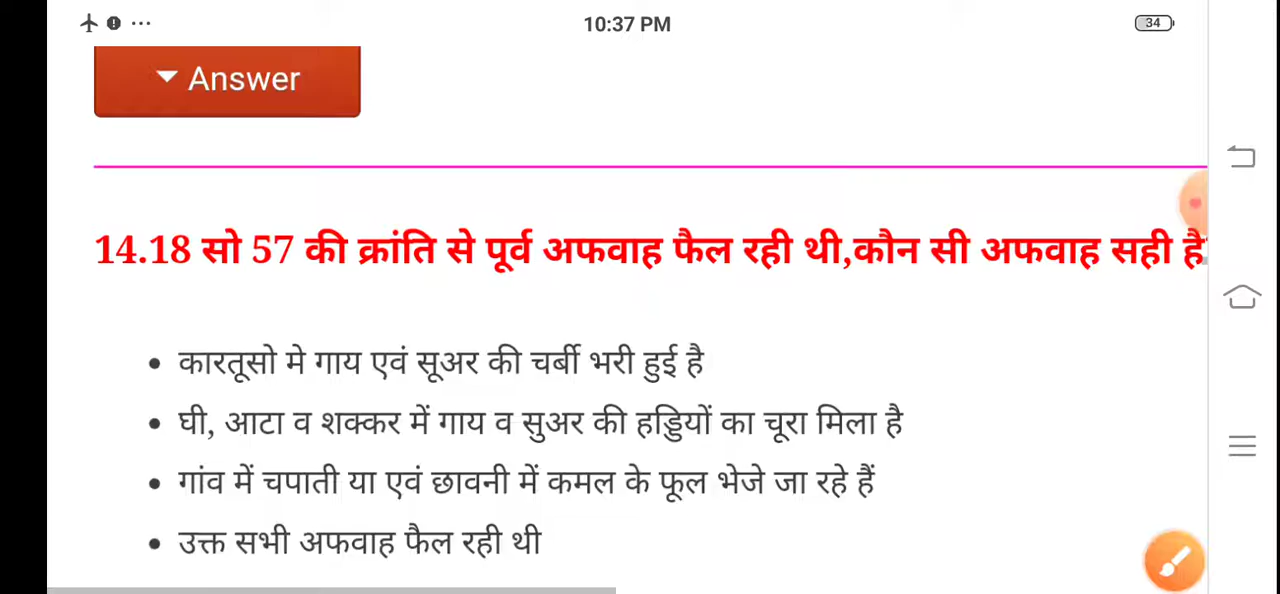 10:37 PM
34
Answer
14.18 सो 57 की क्रांति से पूर्व अफवाह फैल रही थी,कौन सी अफवाह सही है
• कारतूसो मे गाय एवं सूअर की चर्बी भरी हुई है
• घी, आटा व शक्कर में गाय व सुअर की हड्डियों का चूरा मिला है
• गांव में चपाती या एवं छावनी में कमल के फूल भेजे जा रहे हैं
• उक्त सभी अफवाह फैल रही थी